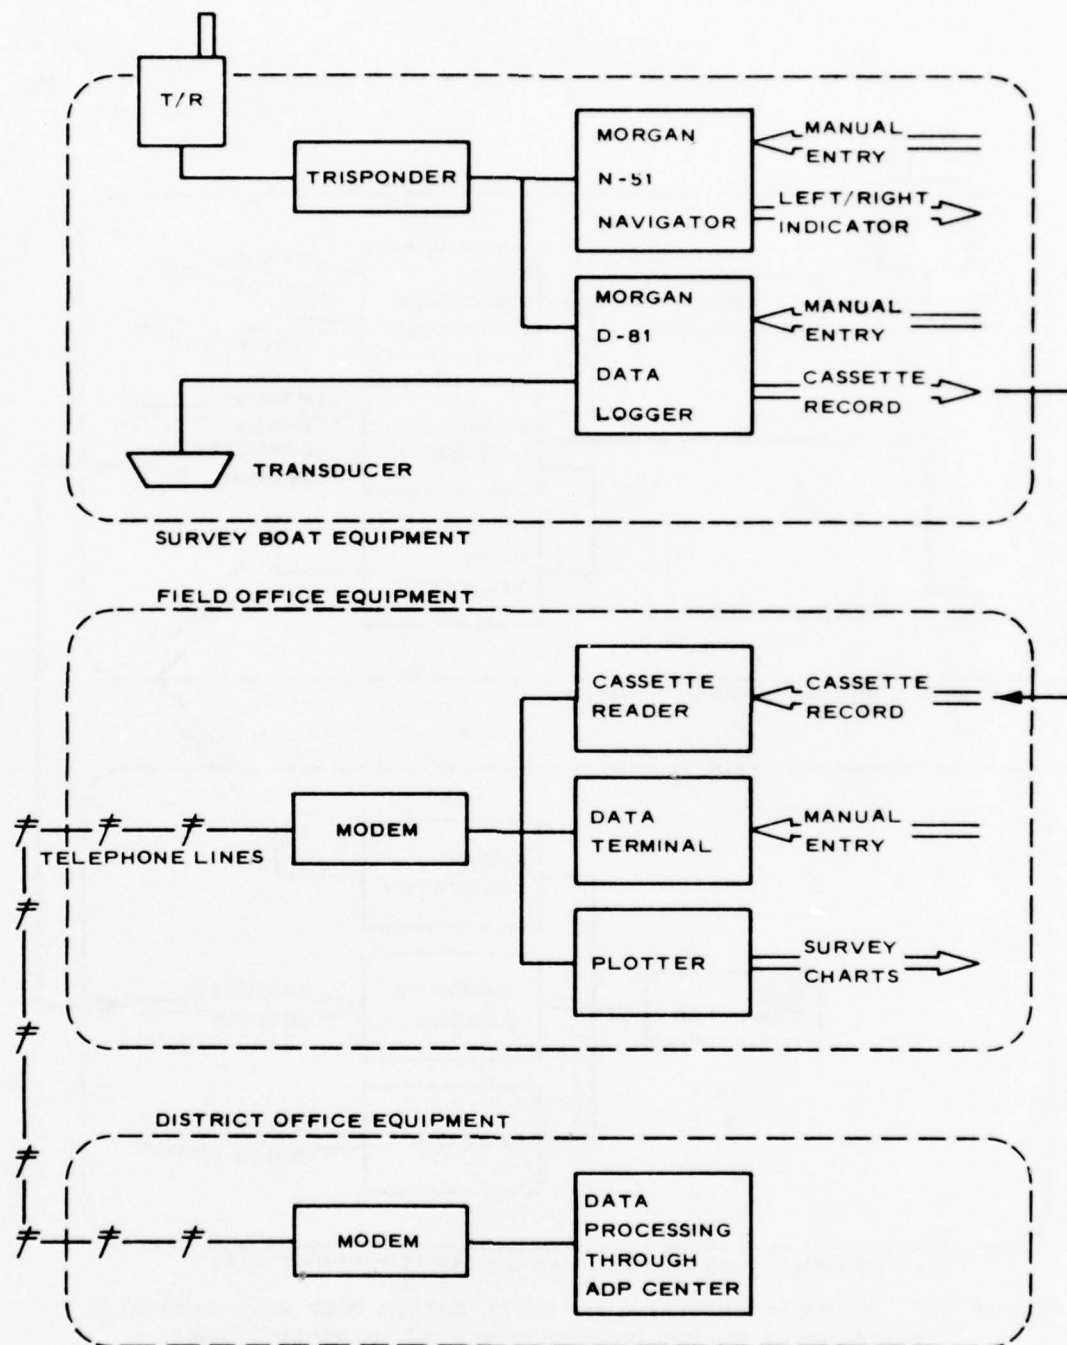 T/R
TRISPONDER
MORGAN
N-51
NAVIGATOR
MANUAL
ENTRY
LEFT/RIGHT
INDICATOR
MORGAN
D-81
DATA
LOGGER
MANUAL
ENTRY
CASSETTE
RECORD
TRANSDUCER
SURVEY BOAT EQUIPMENT
FIELD OFFICE EQUIPMENT
CASSETTE
READER
CASSETTE
RECORD
MODEM
DATA
TERMINAL
MANUAL
ENTRY
TELEPHONE LINES
PLOTTER
SURVEY
CHARTS
DISTRICT OFFICE EQUIPMENT
MODEM
DATA
PROCESSING
THROUGH
ADP CENTER